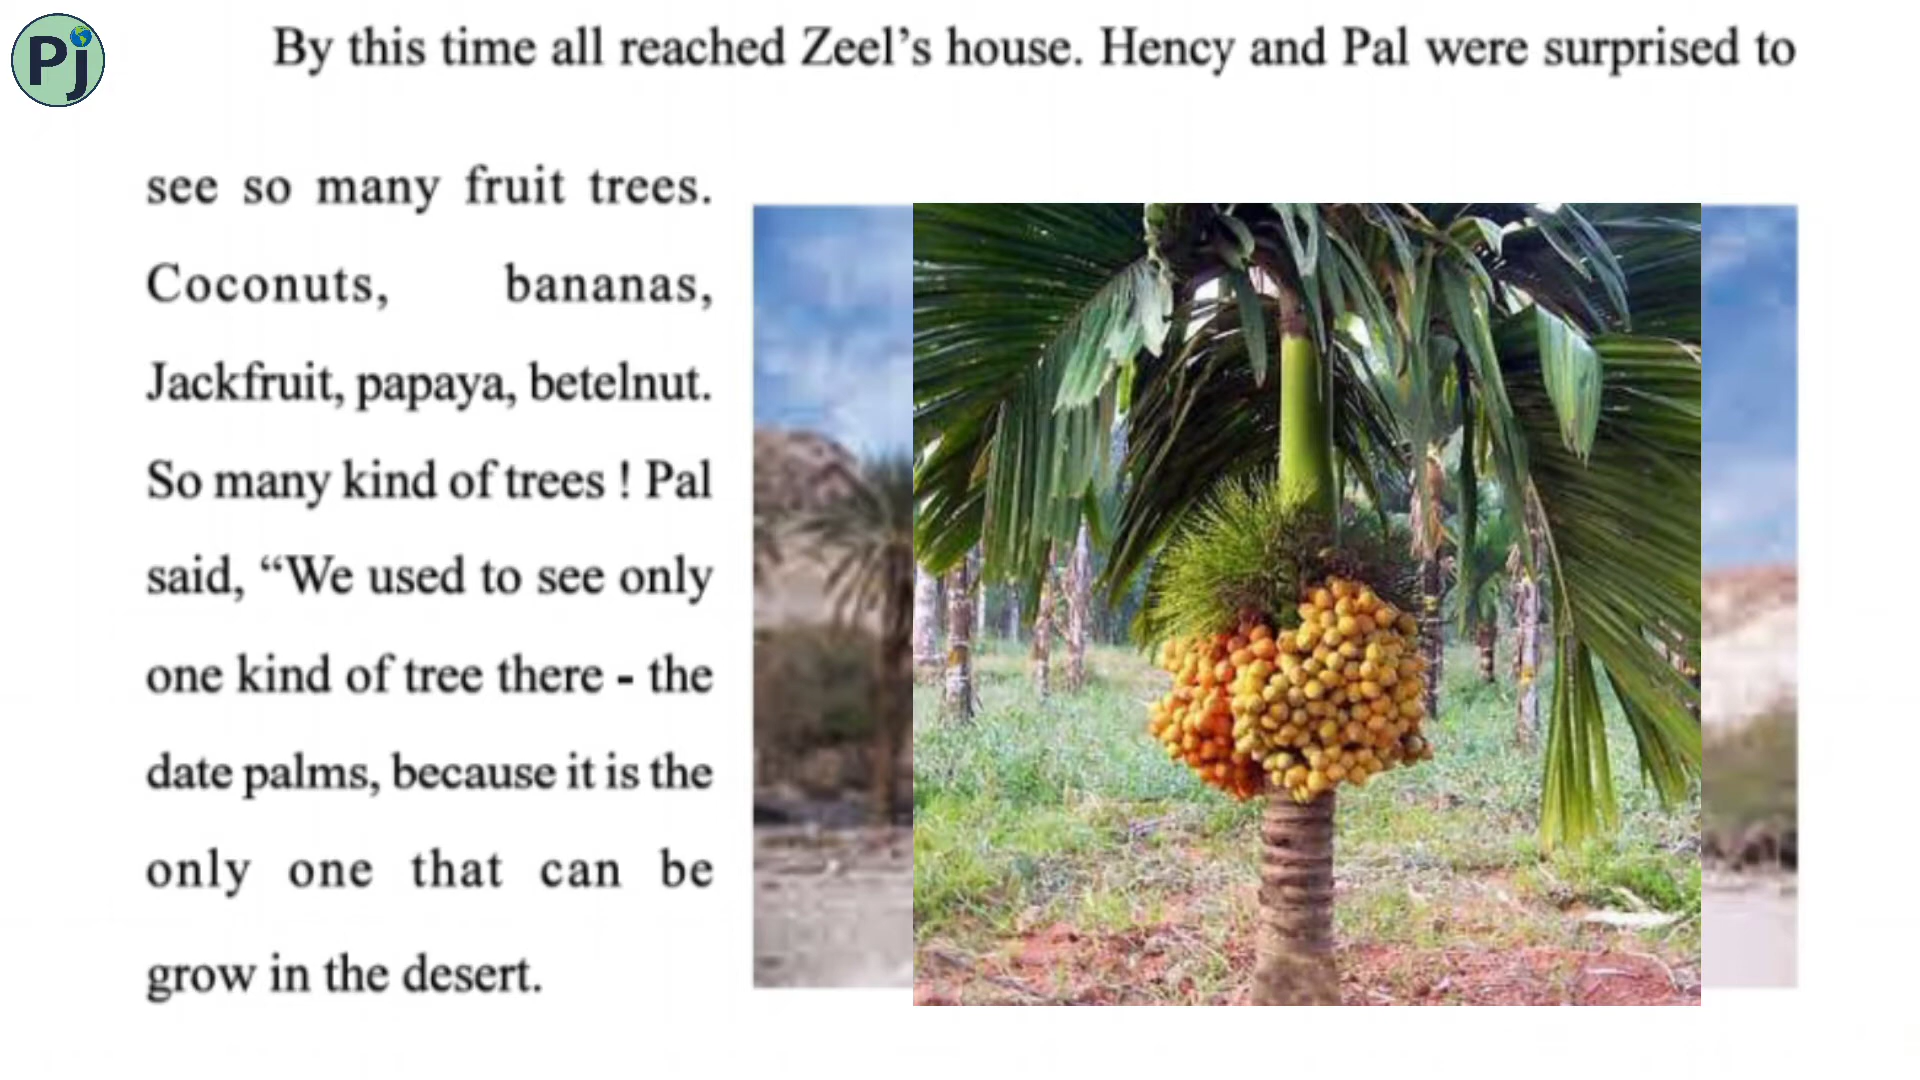 Pj
By this time all reached Zeel’s house. Hency and Pal were surprised to
see so many fruit trees.
Coconuts, bananas,
Jackfruit, papaya, betelnut.
So many kind of trees ! Pal
said, “We used to see only
one kind of tree there - the
date palms, because it is the
only one that can be
grow in the desert.